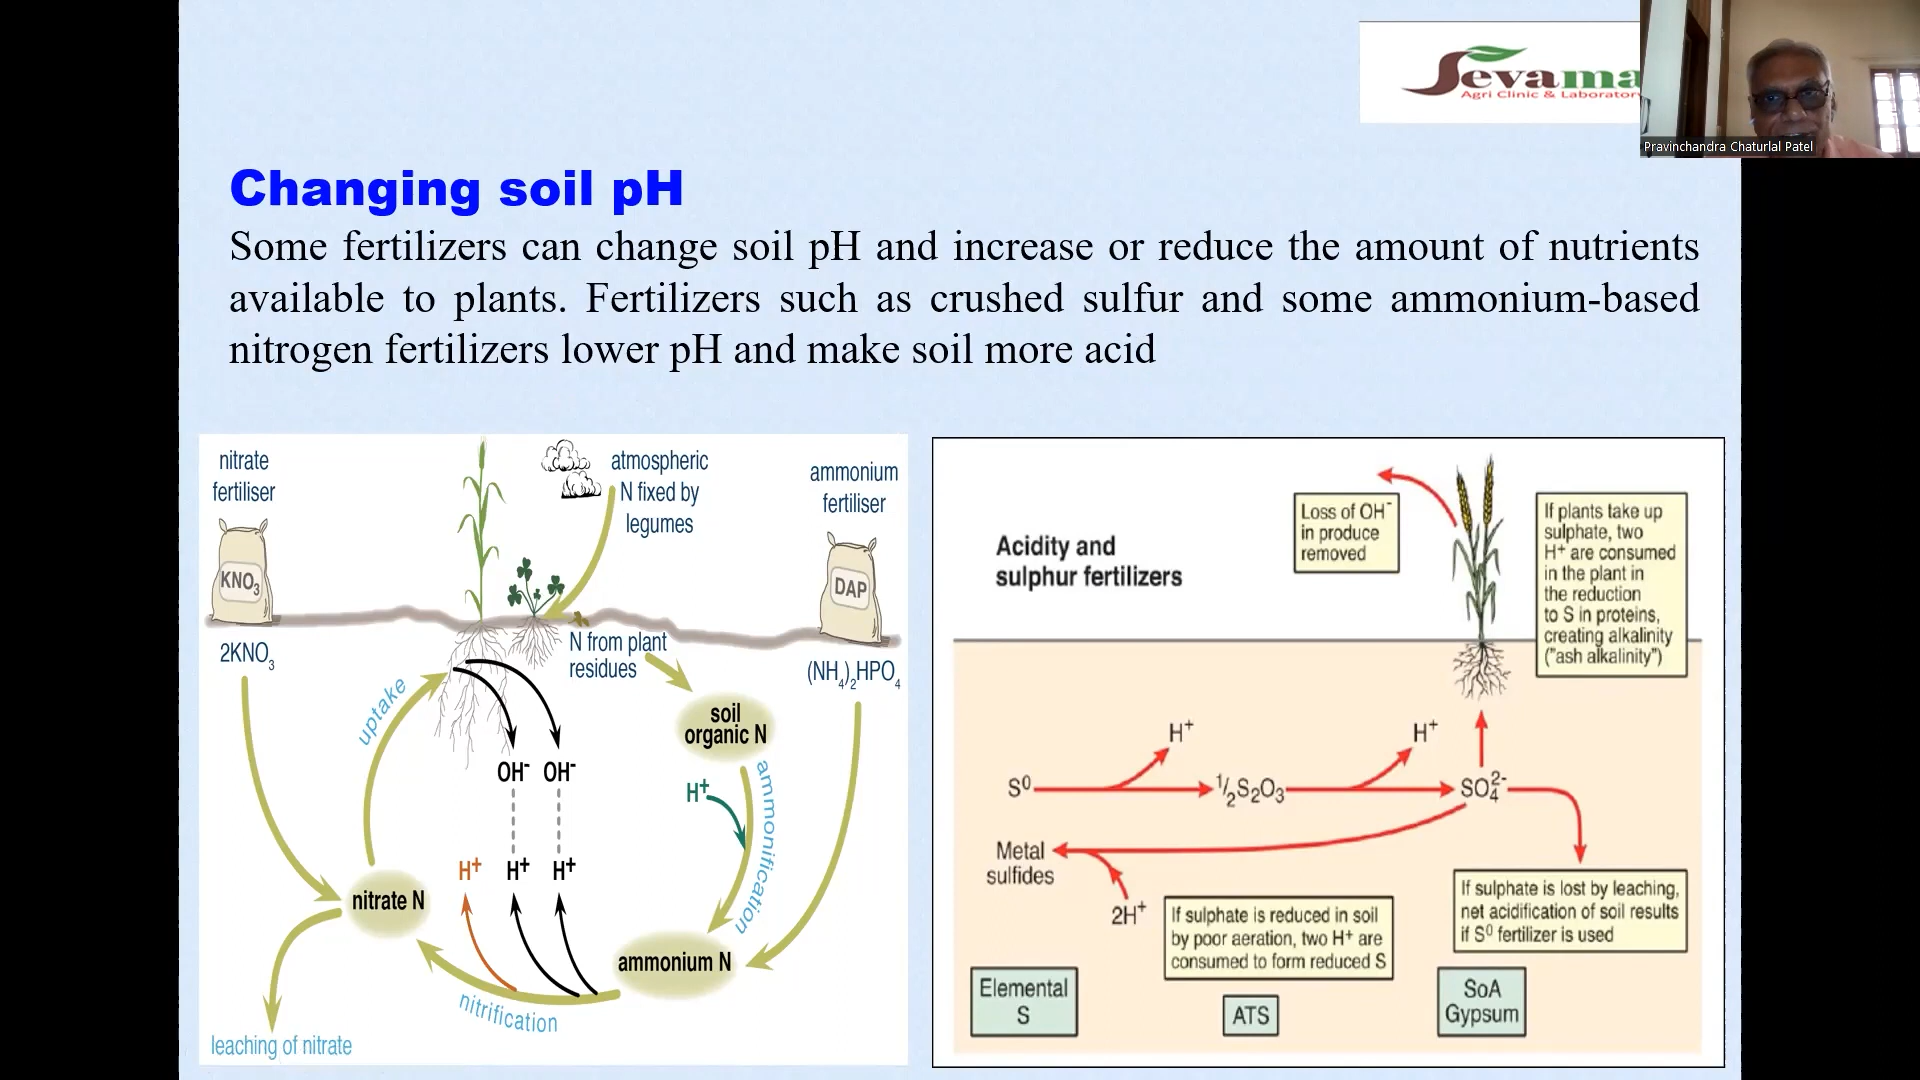 Sevama
Agri Clinic & Laborator
Pravinchandra Chaturlal Patel
Changing soil pH
Some fertilizers can change soil pH and increase or reduce the amount of nutrients
available to plants. Fertilizers such as crushed sulfur and some ammonium-based
nitrogen fertilizers lower pH and make soil more acid
nitrate
fertiliser
atmospheric
N fixed by
legumes
ammonium
fertiliser
KNO₃
DAP
2KNO₃
N from plant
residues
(NH₄)₂HPO₄
uptake
soil
organic N
OH⁻ OH⁻
H⁺
ammonification
H⁺ H⁺ H⁺
nitrate N
ammonium N
nitrification
leaching of nitrate
Acidity and
sulphur fertilizers
Loss of OH⁻
in produce
removed
If plants take up
sulphate, two
H⁺ are consumed
in the plant in
the reduction
to S in proteins,
creating alkalinity
("ash alkalinity")
H⁺
H⁺
S⁰
½S₂O₃
SO₄²⁻
Metal
sulfides
2H⁺
If sulphate is reduced in soil
by poor aeration, two H⁺ are
consumed to form reduced S
If sulphate is lost by leaching,
net acidification of soil results
if S⁰ fertilizer is used
Elemental
S
ATS
SoA
Gypsum